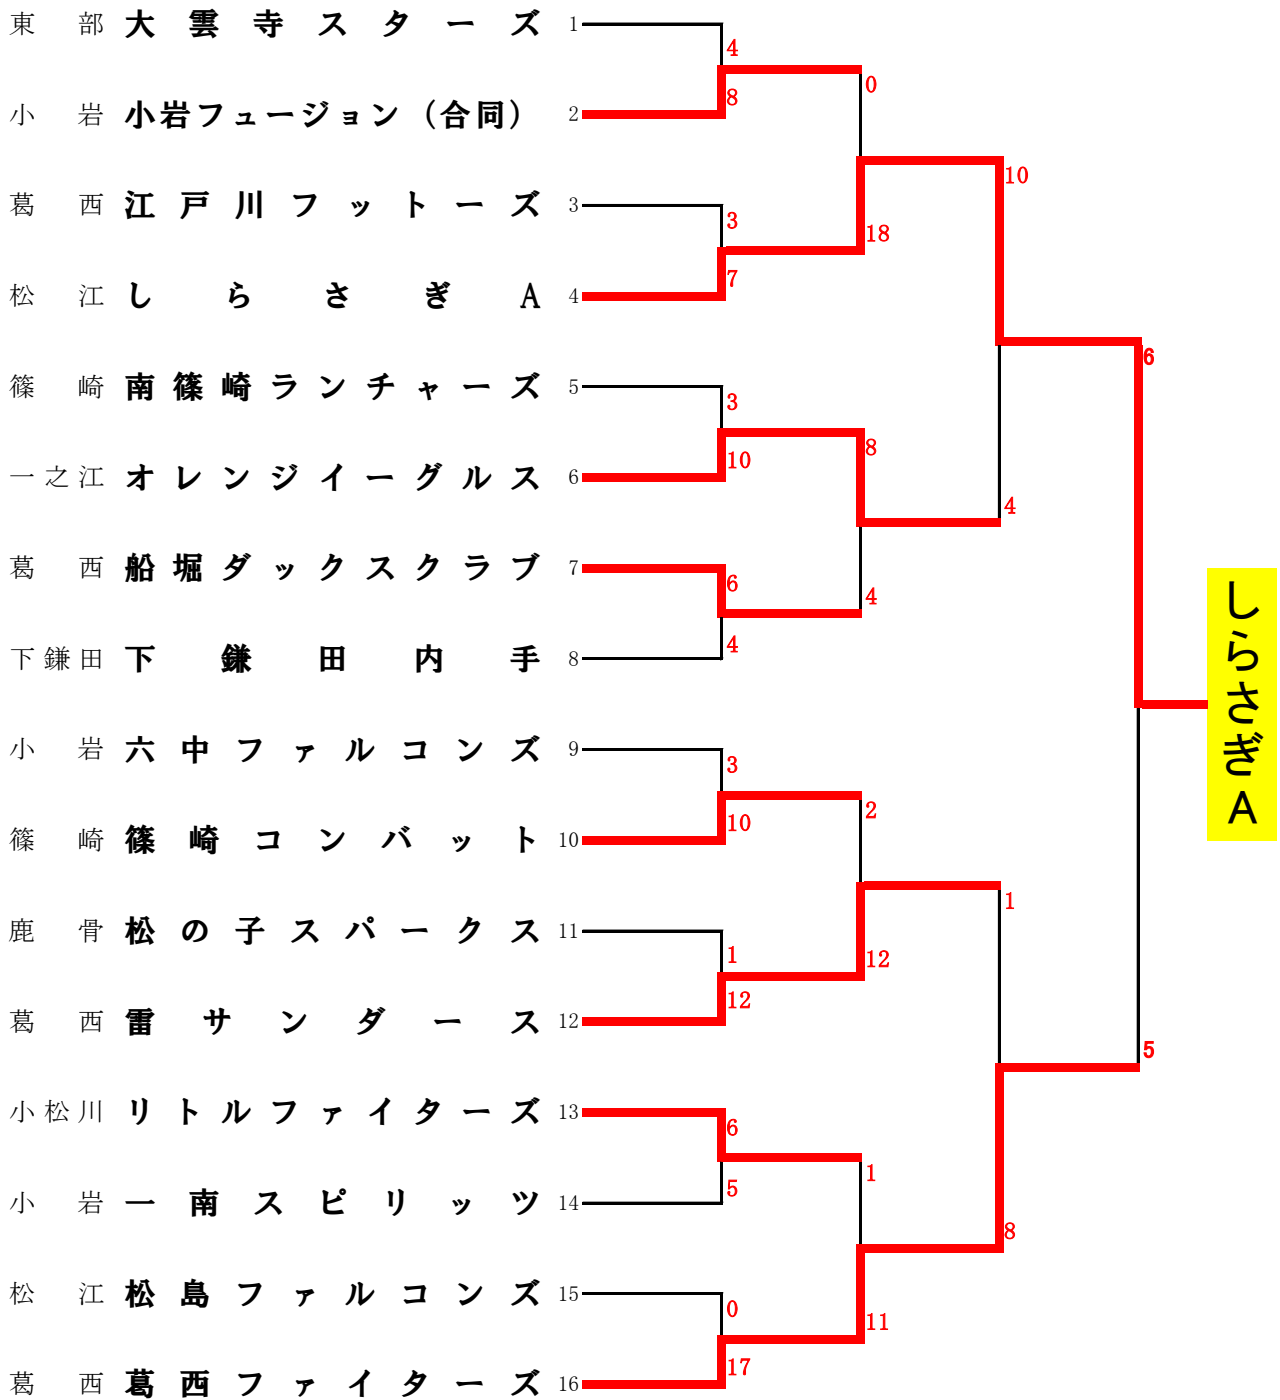 東部 大雲寺スターズ 1
4
0
小岩 小岩フュージョン（合同） 2
8
10
葛西 江戸川フットーズ 3
3
18
松江 しらさぎA 4
7
6
篠崎 南篠崎ランチャーズ 5
3
8
一之江 オレンジイーグルス 6
10
4
葛西 船堀ダックスクラブ 7
6
4
下鎌田 下鎌田内手 8
4
しらさぎA
小岩 六中ファルコンズ 9
3
2
篠崎 篠崎コンバット 10
10
1
鹿骨 松の子スパークス 11
1
12
葛西 雷サンダース 12
12
5
小松川 リトルファイターズ 13
6
1
小岩 一南スピリッツ 14
5
8
松江 松島ファルコンズ 15
0
11
葛西 葛西ファイターズ 16
17